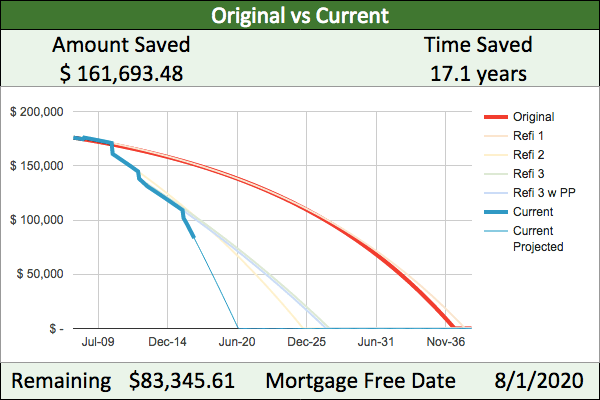 Original vs Current
Amount Saved
$ 161,693.48
Time Saved
17.1 years
$ 200,000
$ 150,000
$ 100,000
$ 50,000
$ -
Jul-09 Dec-14 Jun-20 Dec-25 Jun-31 Nov-36
Original
Refi 1
Refi 2
Refi 3
Refi 3 w PP
Current
Current
Projected
Remaining $83,345.61 Mortgage Free Date 8/1/2020